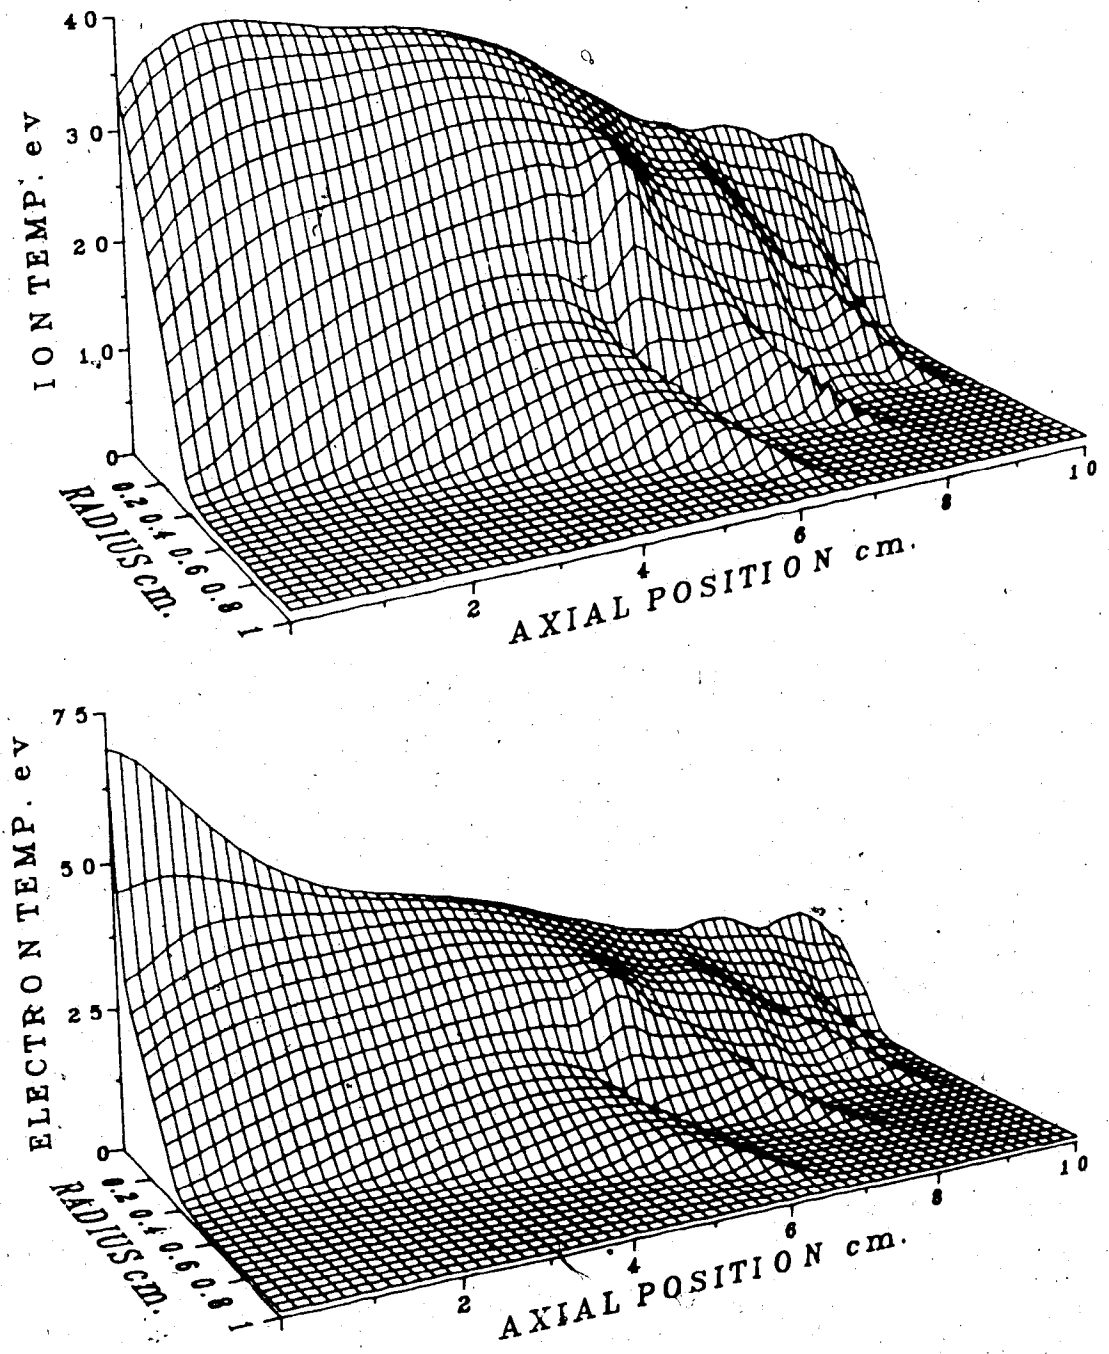 40
30
20
10
0
ION TEMP. ev
0.2 0.4 0.6 0.8 1
RADIUS cm.
2 4 6 8 10
AXIAL POSITION cm.
75
50
25
0
ELECTRON TEMP. ev
0.2 0.4 0.6 0.8 1
RADIUS cm.
2 4 6 8 10
AXIAL POSITION cm.